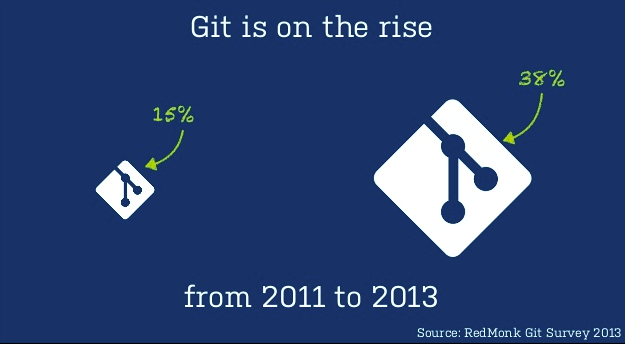 Git is on the rise
15%
38%
from 2011 to 2013
Source: RedMonk Git Survey 2013